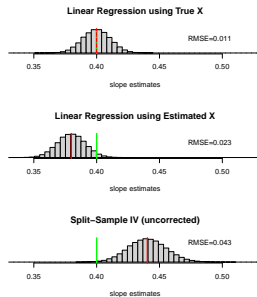 Linear Regression using True X
RMSE=0.011
0.35 0.40 0.45 0.50
slope estimates
Linear Regression using Estimated X
RMSE=0.023
0.35 0.40 0.45 0.50
slope estimates
Split−Sample IV (uncorrected)
RMSE=0.043
0.35 0.40 0.45 0.50
slope estimates